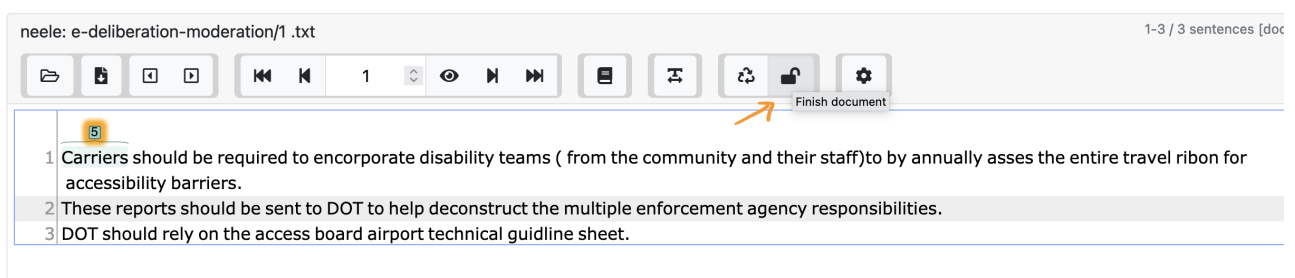 neele: e-deliberation-moderation/1 .txt
1-3 / 3 sentences [doc
1
Finish document
5
1 Carriers should be required to encorporate disability teams ( from the community and their staff)to by annually asses the entire travel ribon for
accessibility barriers.
2 These reports should be sent to DOT to help deconstruct the multiple enforcement agency responsibilities.
3 DOT should rely on the access board airport technical guidline sheet.